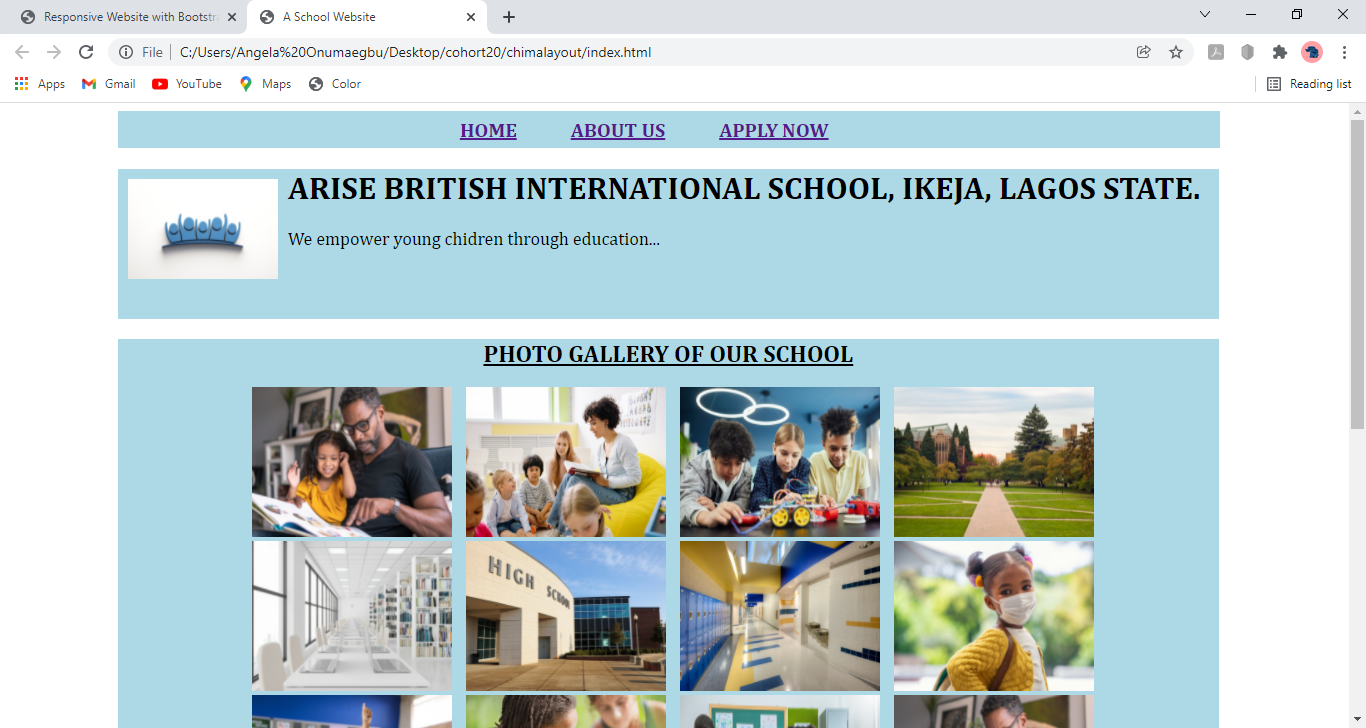 Responsive Website with Bootstra
A School Website
File
C:/Users/Angela%20Onumaegbu/Desktop/cohort20/chimalayout/index.html
Apps Gmail YouTube Maps Color Reading list
HOME ABOUT US APPLY NOW
ARISE BRITISH INTERNATIONAL SCHOOL, IKEJA, LAGOS STATE.
We empower young chidren through education...
PHOTO GALLERY OF OUR SCHOOL
HIGH SCHOOL